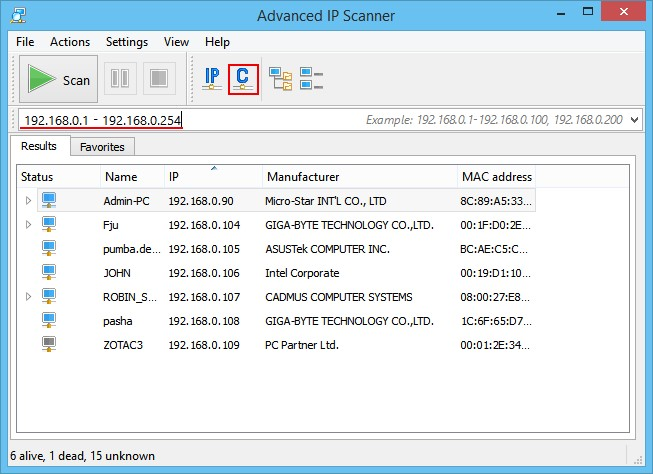 Advanced IP Scanner
File Actions Settings View Help
Scan IP C
192.168.0.1 - 192.168.0.254 Example: 192.168.0.1-192.168.0.100, 192.168.0.200
Results Favorites
Status Name IP Manufacturer MAC address
Admin-PC 192.168.0.90 Micro-Star INT'L CO., LTD 8C:89:A5:33...
Fju 192.168.0.104 GIGA-BYTE TECHNOLOGY CO.,LTD. 00:1F:D0:2E...
pumba.de... 192.168.0.105 ASUSTek COMPUTER INC. BC:AE:C5:C...
JOHN 192.168.0.106 Intel Corporate 00:19:D1:10...
ROBIN_S... 192.168.0.107 CADMUS COMPUTER SYSTEMS 08:00:27:E8...
pasha 192.168.0.108 GIGA-BYTE TECHNOLOGY CO.,LTD. 1C:6F:65:D7...
ZOTAC3 192.168.0.109 PC Partner Ltd. 00:01:2E:34...
6 alive, 1 dead, 15 unknown